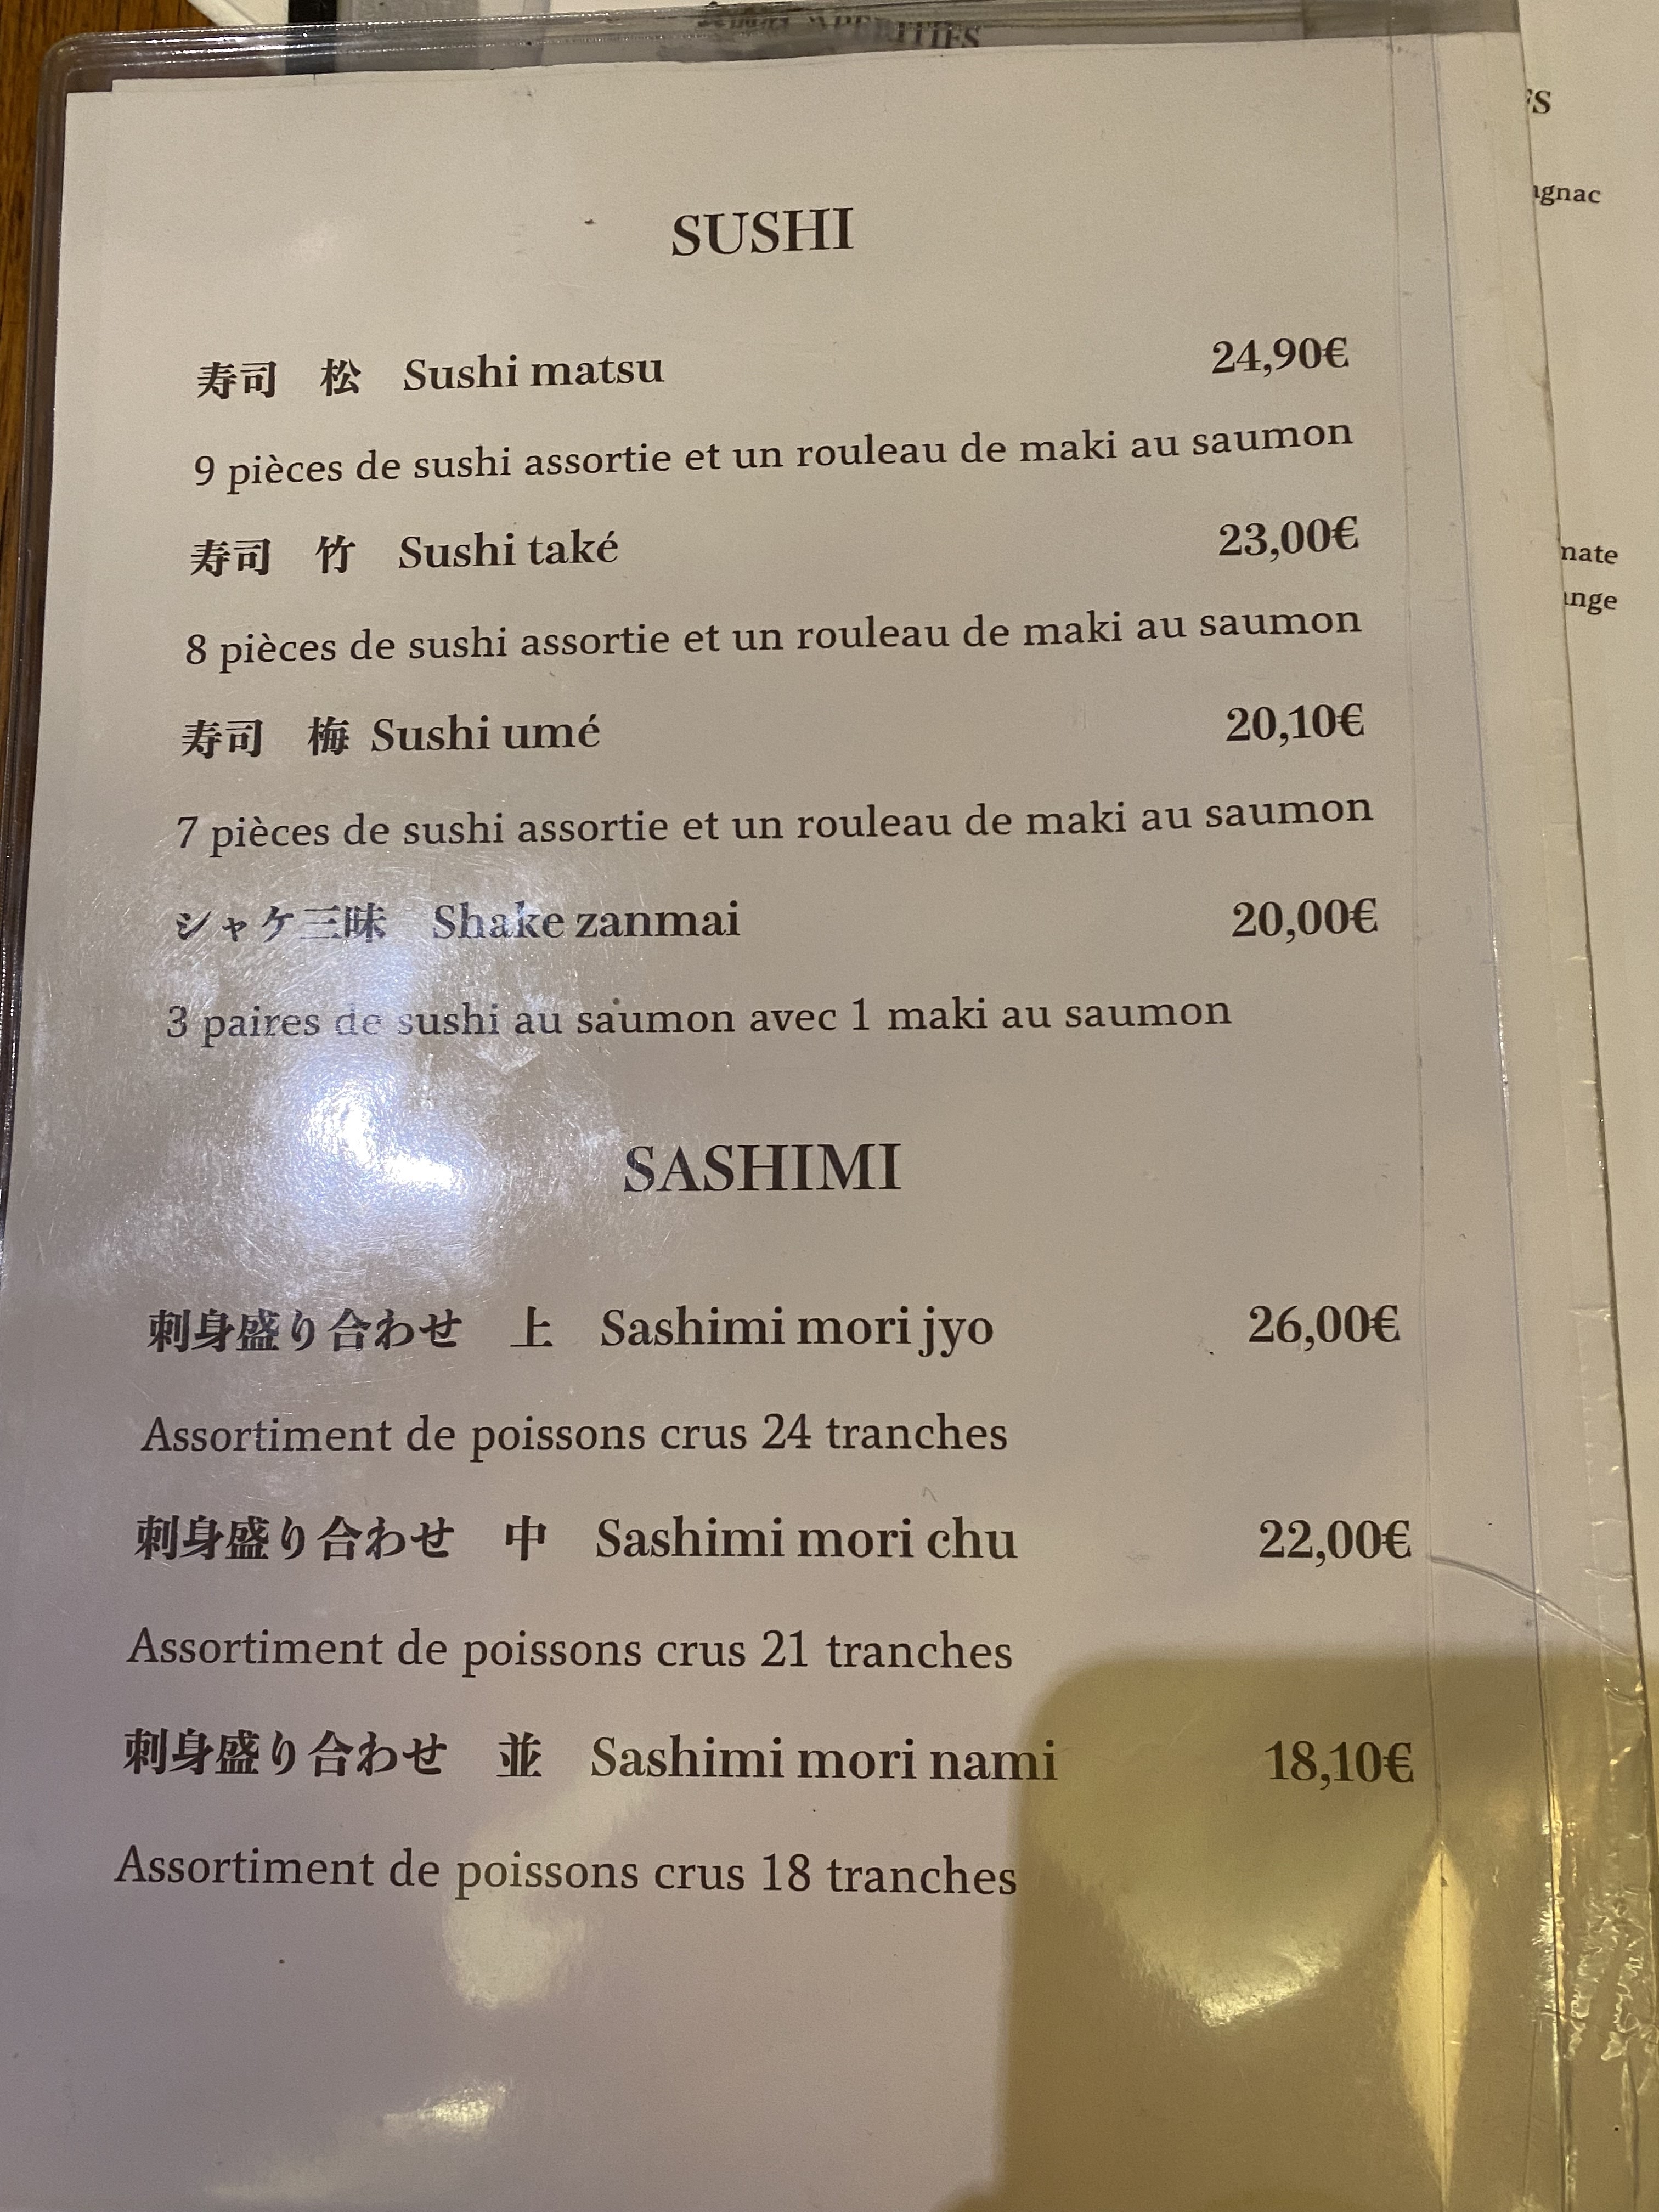 APERITIFS
SUSHI
寿司 松 Sushi matsu 24,90€
9 pièces de sushi assortie et un rouleau de maki au saumon
寿司 竹 Sushi také 23,00€
8 pièces de sushi assortie et un rouleau de maki au saumon
寿司 梅 Sushi umé 20,10€
7 pièces de sushi assortie et un rouleau de maki au saumon
シャケ三昧 Shake zanmai 20,00€
3 paires de sushi au saumon avec 1 maki au saumon
SASHIMI
刺身盛り合わせ 上 Sashimi mori jyo 26,00€
Assortiment de poissons crus 24 tranches
刺身盛り合わせ 中 Sashimi mori chu 22,00€
Assortiment de poissons crus 21 tranches
刺身盛り合わせ 並 Sashimi mori nami 18,10€
Assortiment de poissons crus 18 tranches